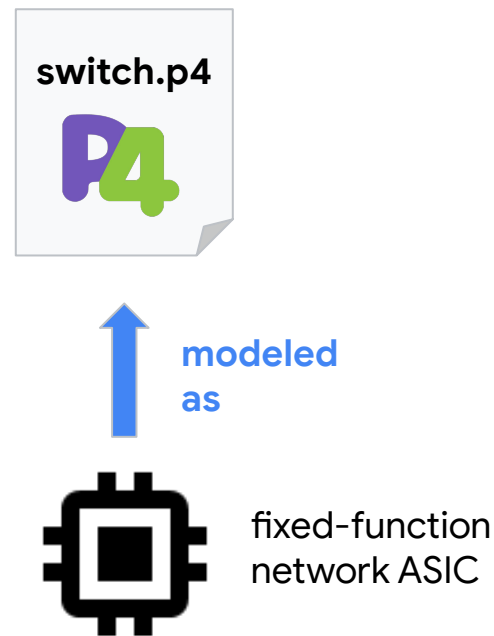 switch.p4
P4
modeled
as
fixed-function
network ASIC